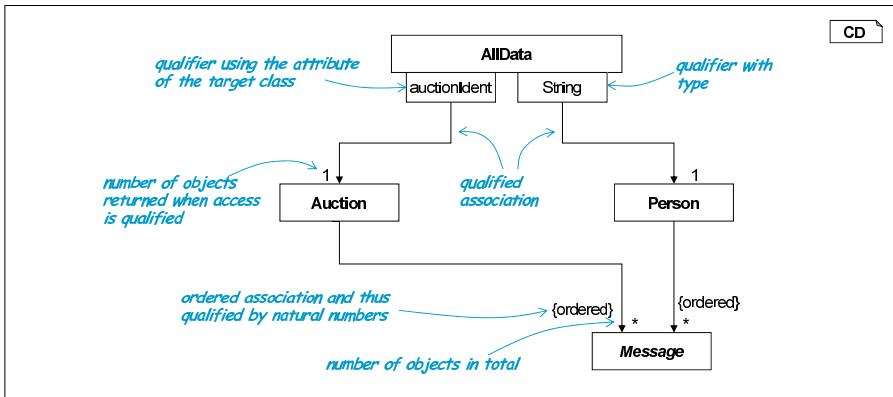 CD
AllData
qualifier using the attribute
of the target class
auctionIdent
String
qualifier with
type
number of objects
returned when access
is qualified
1
qualified
association
1
Auction
Person
ordered association and thus
qualified by natural numbers
{ordered}
*
{ordered}
*
number of objects in total
Message